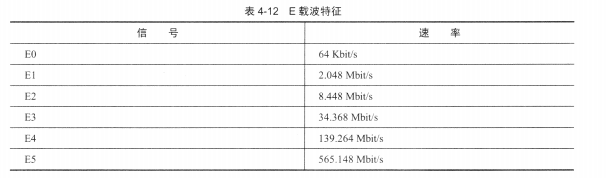 表 4-12 E 载波特征
信 号 速 率
E0 64 Kbit/s
E1 2.048 Mbit/s
E2 8.448 Mbit/s
E3 34.368 Mbit/s
E4 139.264 Mbit/s
E5 565.148 Mbit/s